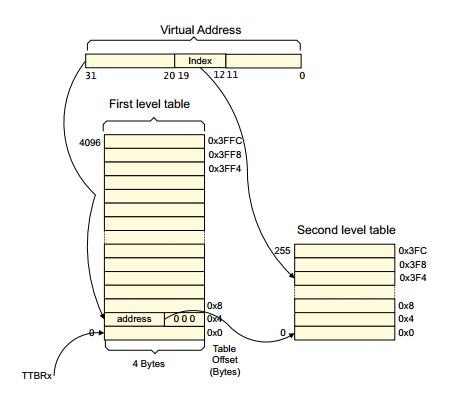 Virtual Address
Index
31 20 19 12 11 0
First level table
4096 0x3FFC
0x3FF8
0x3FF4
Second level table
255 0x3FC
0x3F8
0x3F4
0x8 0x8
address 0 0 0 0x4 0x4
0 0x0 0 0x0
4 Bytes
Table
Offset
(Bytes)
TTBRx